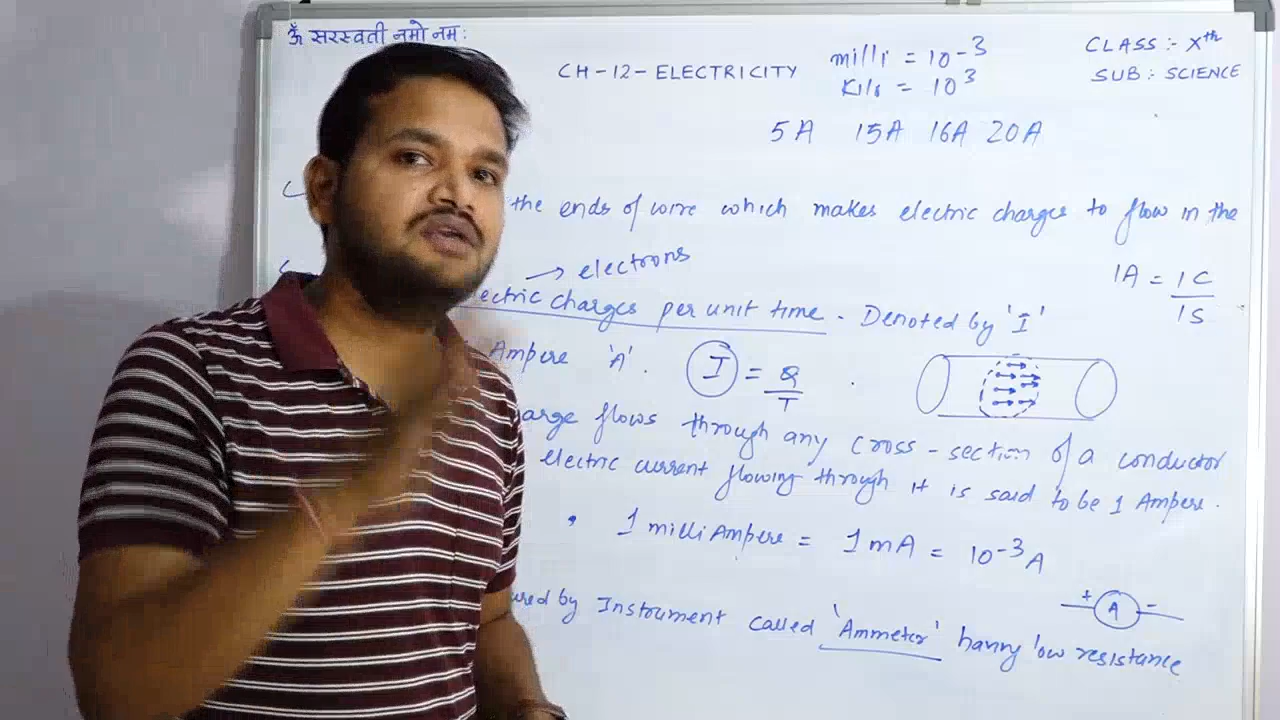 ॐ सरस्वती नमो नमः
CH-12-ELECTRICITY
milli = 10-3
Kilo = 10³
CLASS :- Xth
SUB :- SCIENCE
5A 15A 16A 20A
the ends of wire which makes electric charges to flow in the
→ electrons
ectric charges per unit time. Denoted by 'I'
1A = 1C
1S
Ampere 'A'. I = Q
T
arge flows through any cross-section of a conductor
electric current flowing through it is said to be 1 Ampere.
1 milliAmpere = 1mA = 10-3A
+ A -
ured by Instrument called 'Ammeter' having low resistance